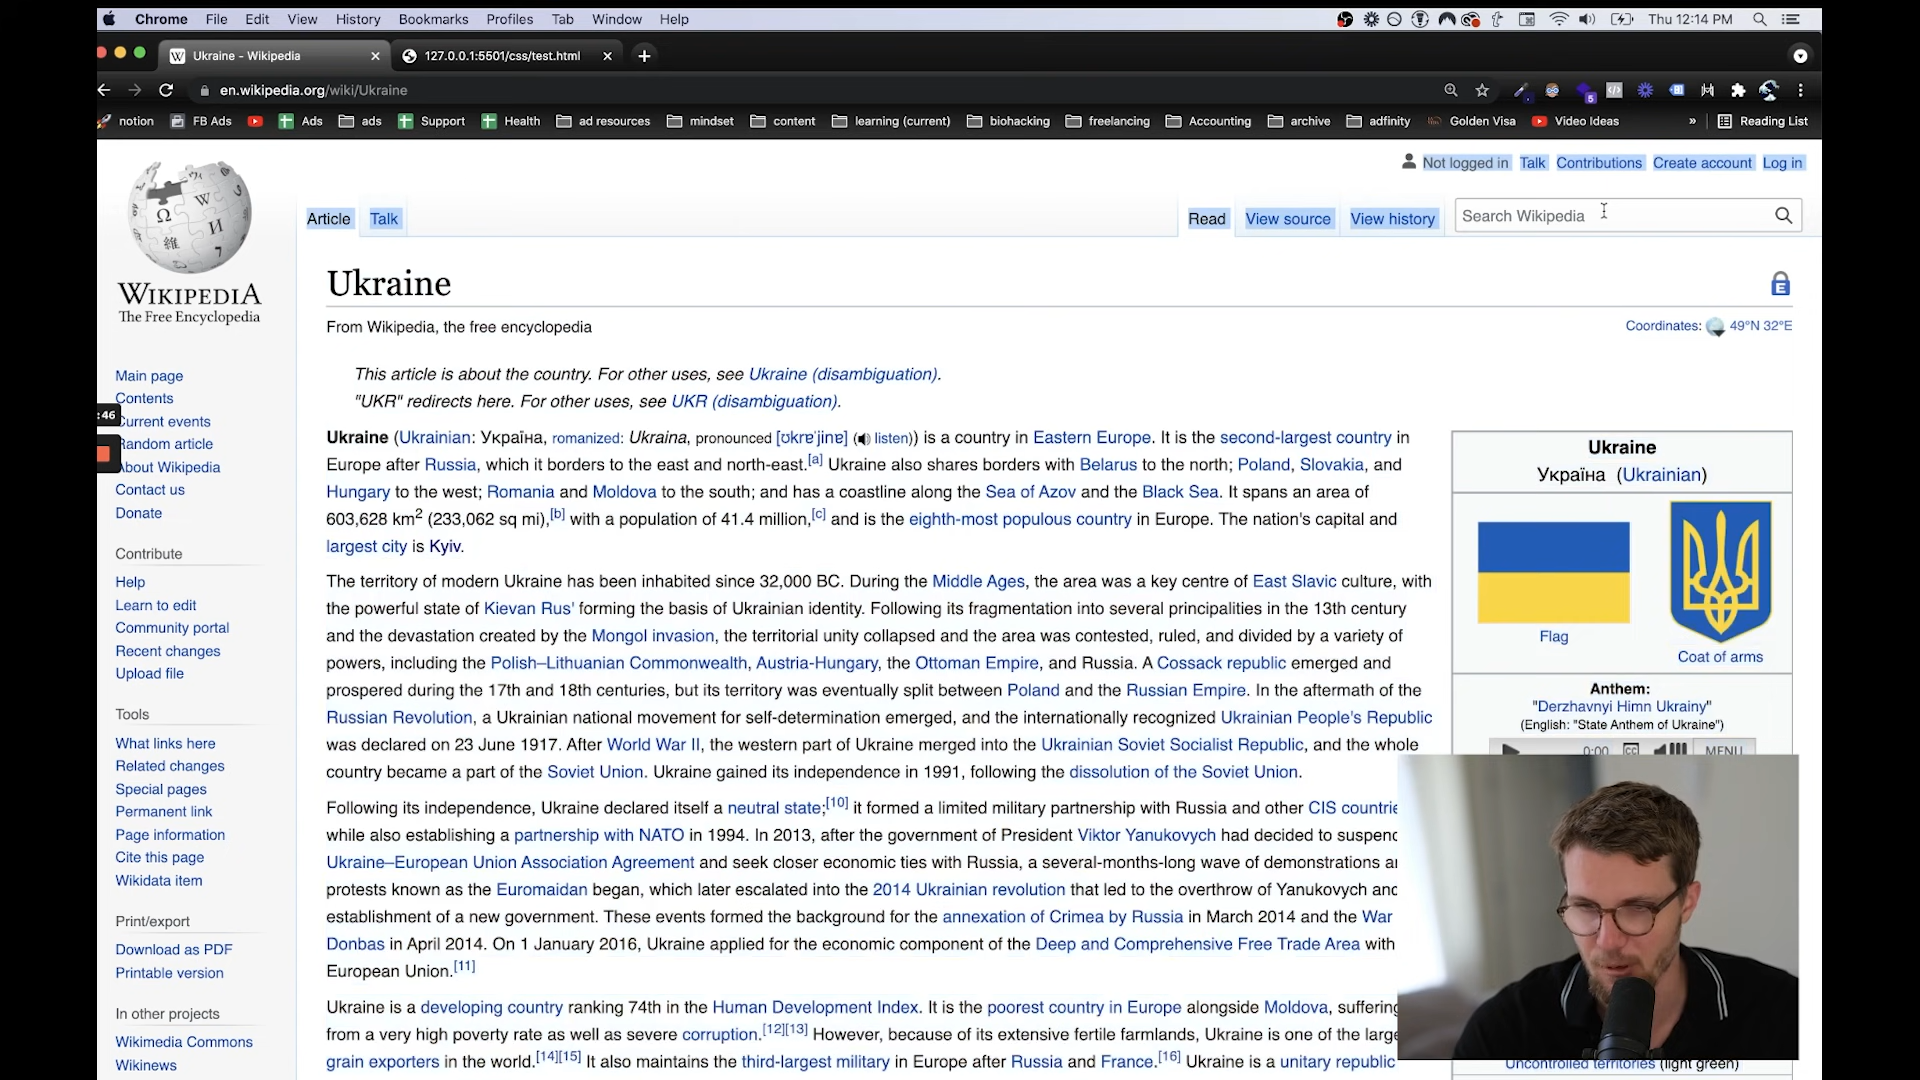 Chrome File Edit View History Bookmarks Profiles Tab Window Help Thu 12:14 PM
Ukraine - Wikipedia 127.0.0.1:5501/css/test.html
en.wikipedia.org/wiki/Ukraine
5
notion FB Ads Ads ads Support Health ad resources mindset content learning (current) biohacking freelancing Accounting archive adfinity Golden Visa Video Ideas » Reading List
Not logged in Talk Contributions Create account Log in
Article Talk Read View source View history Search Wikipedia
WIKIPEDIA
The Free Encyclopedia
Main page
Contents
:46
Current events
Random article
About Wikipedia
Contact us
Donate
Contribute
Help
Learn to edit
Community portal
Recent changes
Upload file
Tools
What links here
Related changes
Special pages
Permanent link
Page information
Cite this page
Wikidata item
Print/export
Download as PDF
Printable version
In other projects
Wikimedia Commons
Wikinews
Ukraine
From Wikipedia, the free encyclopedia
Coordinates: 49°N 32°E
This article is about the country. For other uses, see Ukraine (disambiguation).
"UKR" redirects here. For other uses, see UKR (disambiguation).
Ukraine (Ukrainian: Україна, romanized: Ukraina, pronounced [ʊkrɐˈjinɐ] (listen)) is a country in Eastern Europe. It is the second-largest country in
Europe after Russia, which it borders to the east and north-east.[a] Ukraine also shares borders with Belarus to the north; Poland, Slovakia, and
Hungary to the west; Romania and Moldova to the south; and has a coastline along the Sea of Azov and the Black Sea. It spans an area of
603,628 km2 (233,062 sq mi),[b] with a population of 41.4 million,[c] and is the eighth-most populous country in Europe. The nation's capital and
largest city is Kyiv.
The territory of modern Ukraine has been inhabited since 32,000 BC. During the Middle Ages, the area was a key centre of East Slavic culture, with
the powerful state of Kievan Rus' forming the basis of Ukrainian identity. Following its fragmentation into several principalities in the 13th century
and the devastation created by the Mongol invasion, the territorial unity collapsed and the area was contested, ruled, and divided by a variety of
powers, including the Polish–Lithuanian Commonwealth, Austria-Hungary, the Ottoman Empire, and Russia. A Cossack republic emerged and
prospered during the 17th and 18th centuries, but its territory was eventually split between Poland and the Russian Empire. In the aftermath of the
Russian Revolution, a Ukrainian national movement for self-determination emerged, and the internationally recognized Ukrainian People's Republic
was declared on 23 June 1917. After World War II, the western part of Ukraine merged into the Ukrainian Soviet Socialist Republic, and the whole
country became a part of the Soviet Union. Ukraine gained its independence in 1991, following the dissolution of the Soviet Union.
Following its independence, Ukraine declared itself a neutral state;[10] it formed a limited military partnership with Russia and other CIS countrie
while also establishing a partnership with NATO in 1994. In 2013, after the government of President Viktor Yanukovych had decided to suspend
Ukraine–European Union Association Agreement and seek closer economic ties with Russia, a several-months-long wave of demonstrations a
protests known as the Euromaidan began, which later escalated into the 2014 Ukrainian revolution that led to the overthrow of Yanukovych and
establishment of a new government. These events formed the background for the annexation of Crimea by Russia in March 2014 and the War
Donbas in April 2014. On 1 January 2016, Ukraine applied for the economic component of the Deep and Comprehensive Free Trade Area with
European Union.[11]
Ukraine is a developing country ranking 74th in the Human Development Index. It is the poorest country in Europe alongside Moldova, suffering
from a very high poverty rate as well as severe corruption.[12][13] However, because of its extensive fertile farmlands, Ukraine is one of the large
grain exporters in the world.[14][15] It also maintains the third-largest military in Europe after Russia and France.[16] Ukraine is a unitary republic
Ukraine
Україна (Ukrainian)
Flag
Coat of arms
Anthem:
"Derzhavnyi Himn Ukrainy"
(English: "State Anthem of Ukraine")
0:00 CC MENU
Uncontrolled territories (light green)